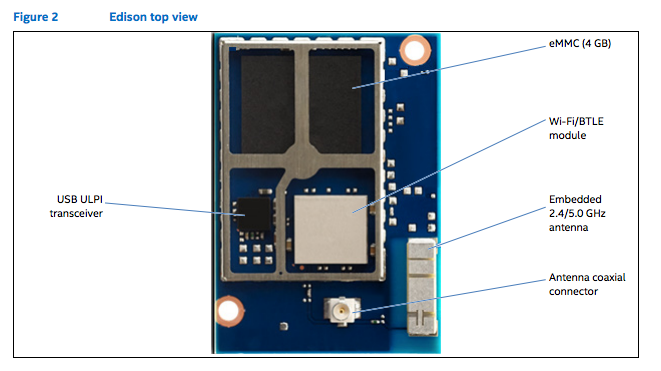 Figure 2 Edison top view
eMMC (4 GB)
Wi-Fi/BTLE
module
USB ULPI
transceiver
Embedded
2.4/5.0 GHz
antenna
Antenna coaxial
connector